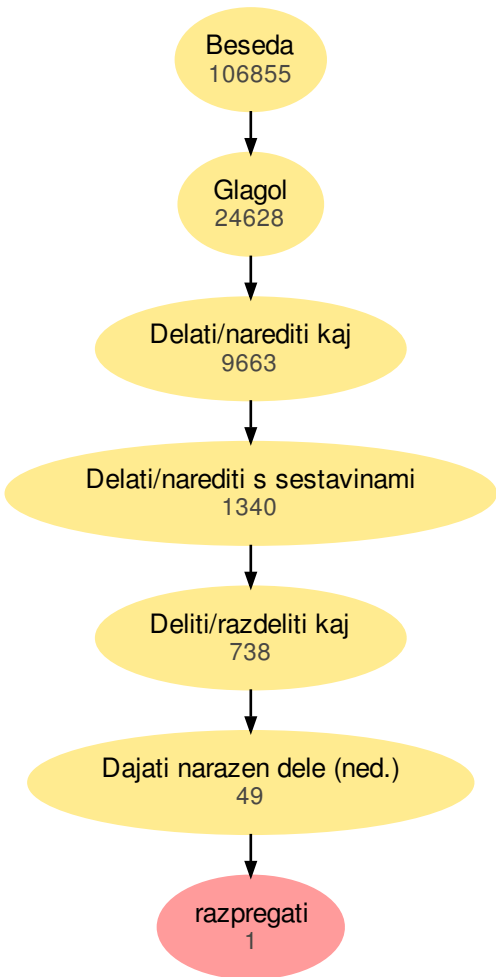 Beseda
106855
Glagol
24628
Delati/narediti kaj
9663
Delati/narediti s sestavinami
1340
Deliti/razdeliti kaj
738
Dajati narazen dele (ned.)
49
razpregati
1